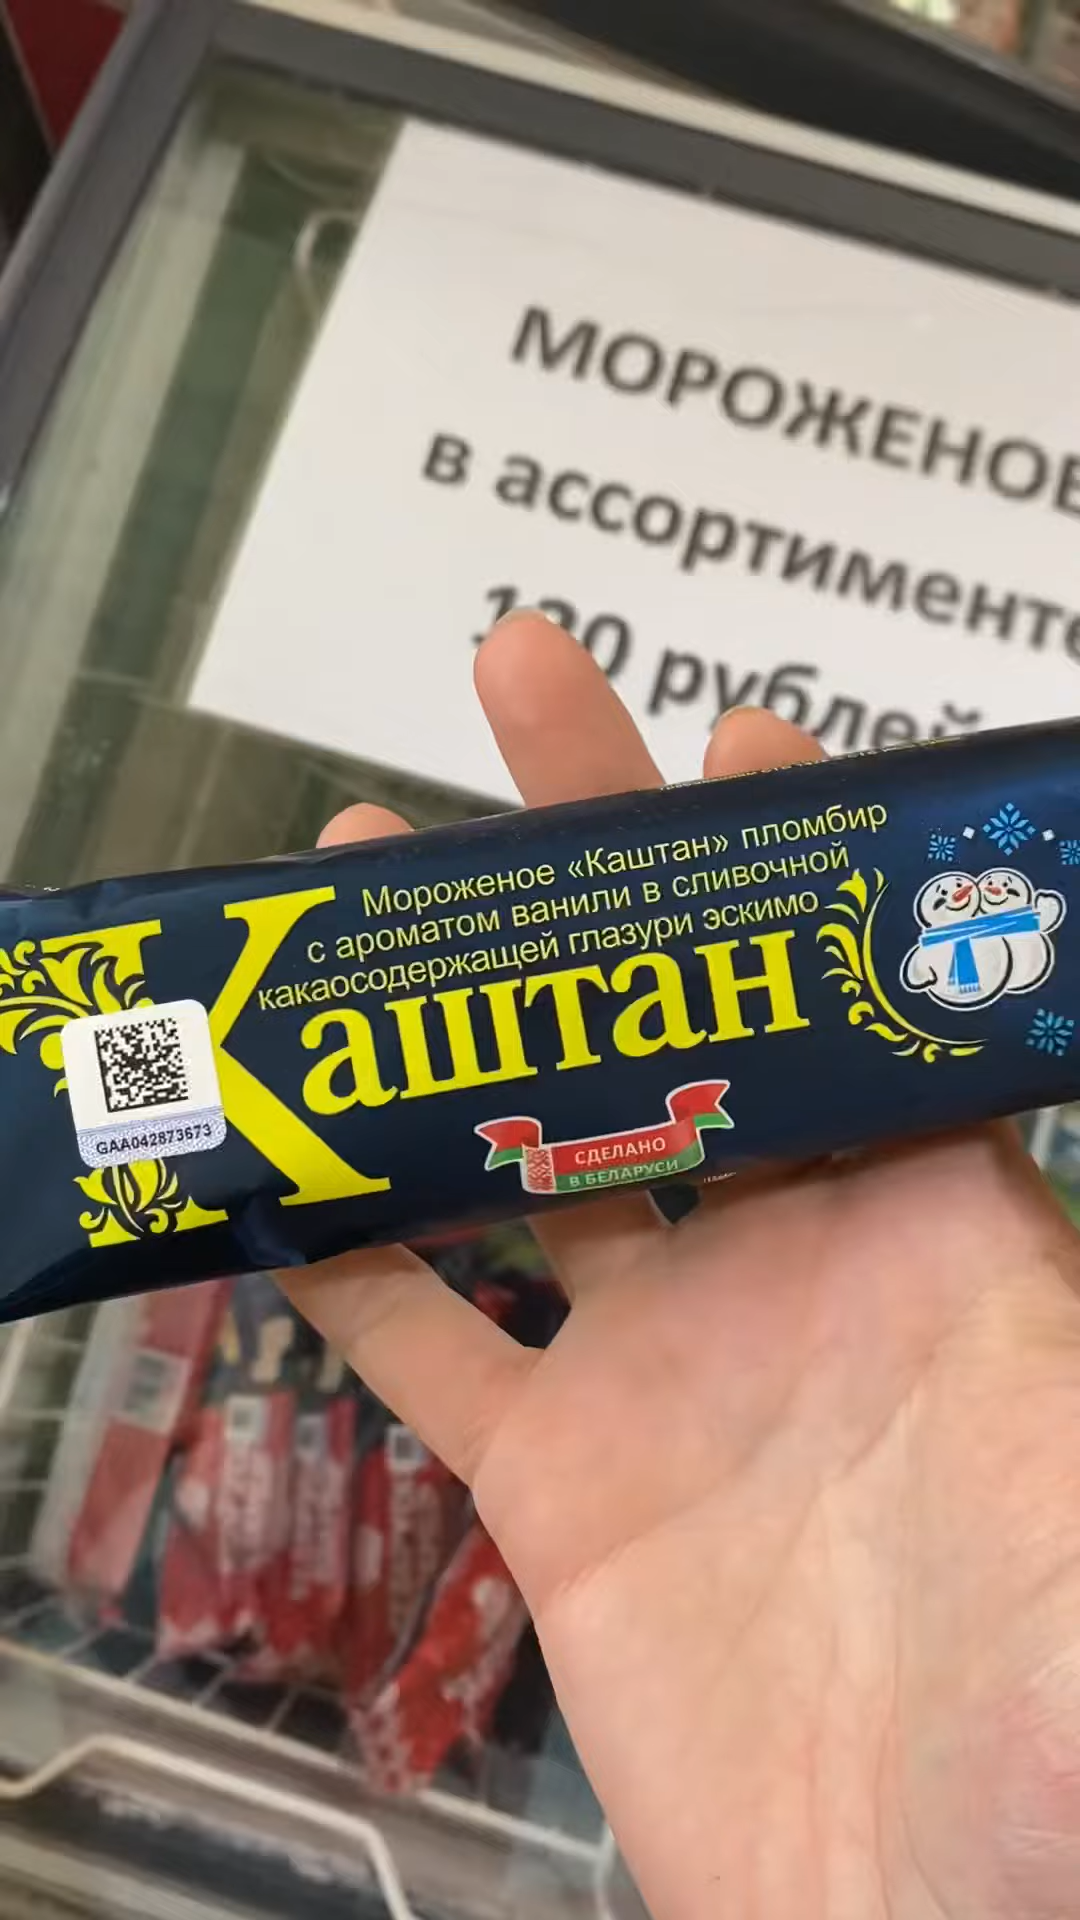 МОРОЖЕНОЕ
в ассортименте
рублей
Мороженое «Каштан» пломбир
с ароматом ванили в сливочной
какаосодержащей глазури эскимо
Каштан
GAA042873673
СДЕЛАНО
В БЕЛАРУСИ